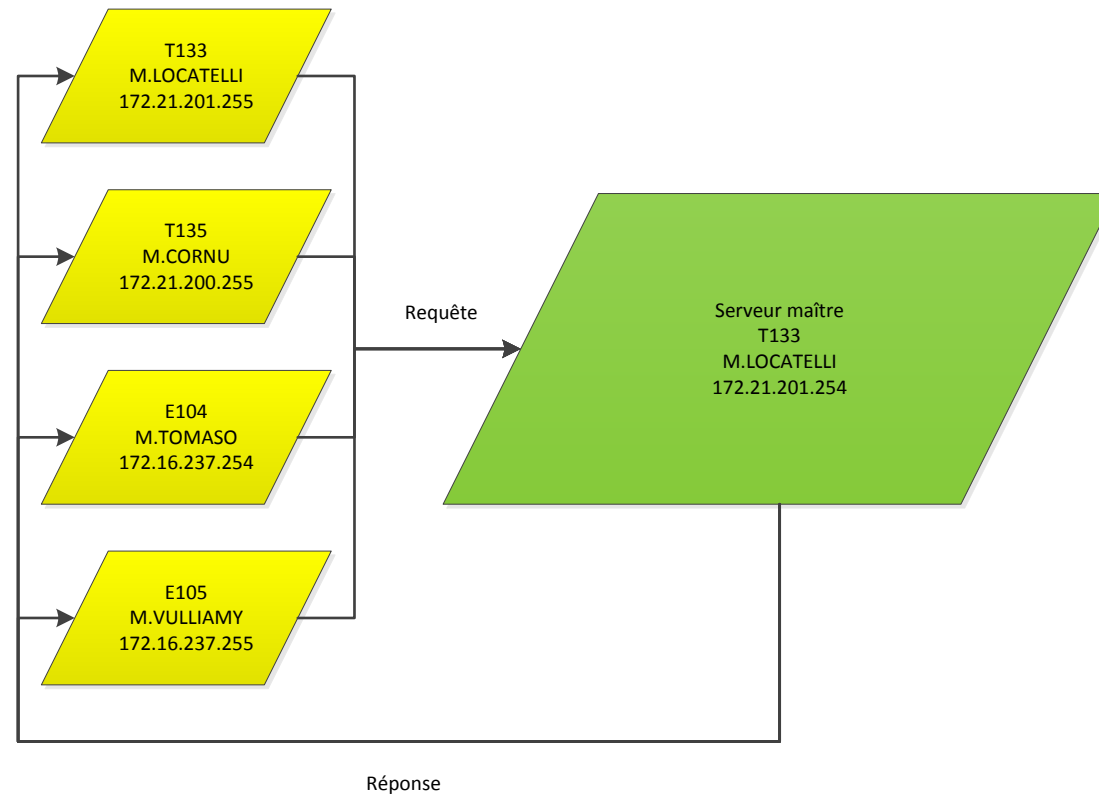 T133
M.LOCATELLI
172.21.201.255
T135
M.CORNU
172.21.200.255
E104
M.TOMASO
172.16.237.254
E105
M.VULLIAMY
172.16.237.255
Requête
Serveur maître
T133
M.LOCATELLI
172.21.201.254
Réponse